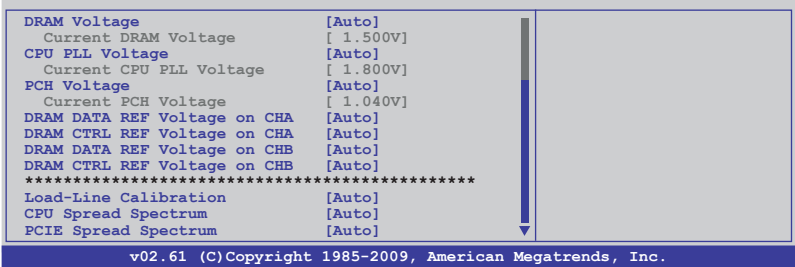 DRAM Voltage [Auto]
Current DRAM Voltage [ 1.500V]
CPU PLL Voltage [Auto]
Current CPU PLL Voltage [ 1.800V]
PCH Voltage [Auto]
Current PCH Voltage [ 1.040V]
DRAM DATA REF Voltage on CHA [Auto]
DRAM CTRL REF Voltage on CHA [Auto]
DRAM DATA REF Voltage on CHB [Auto]
DRAM CTRL REF Voltage on CHB [Auto]
***********************************************
Load-Line Calibration [Auto]
CPU Spread Spectrum [Auto]
PCIE Spread Spectrum [Auto]
v02.61 (C)Copyright 1985-2009, American Megatrends, Inc.